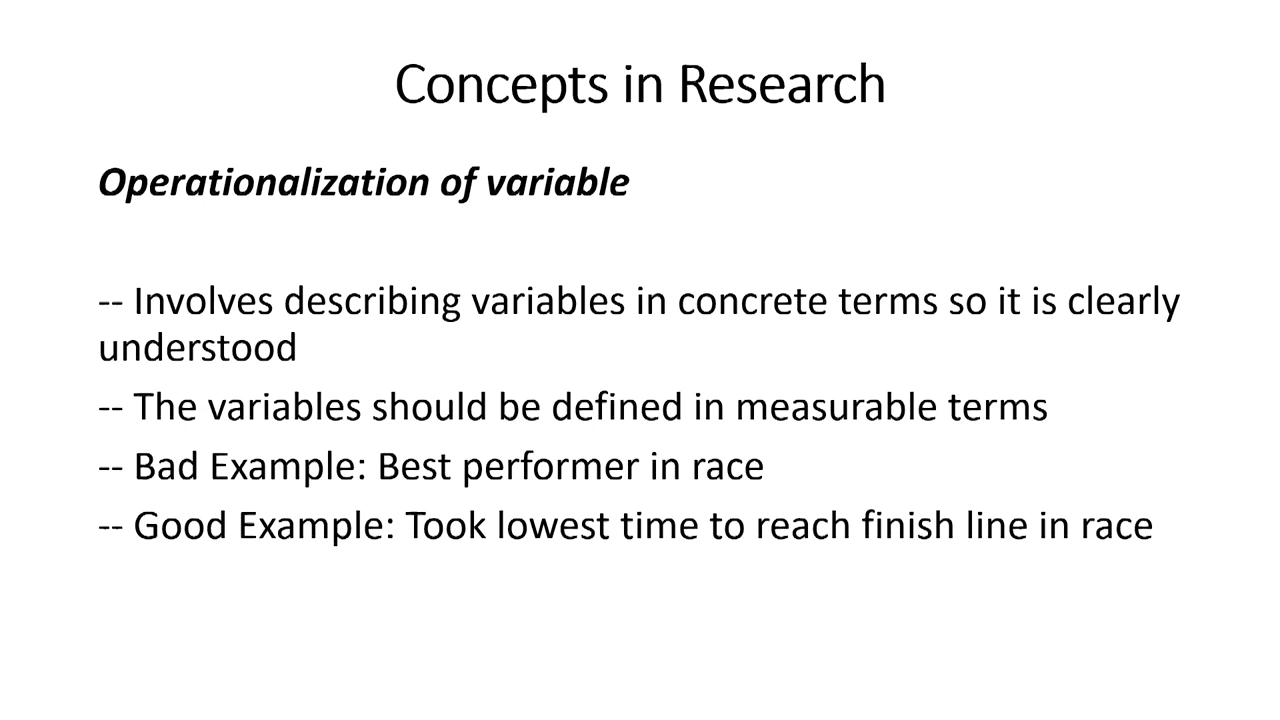 Concepts in Research
Operationalization of variable
-- Involves describing variables in concrete terms so it is clearly
understood
-- The variables should be defined in measurable terms
-- Bad Example: Best performer in race
-- Good Example: Took lowest time to reach finish line in race